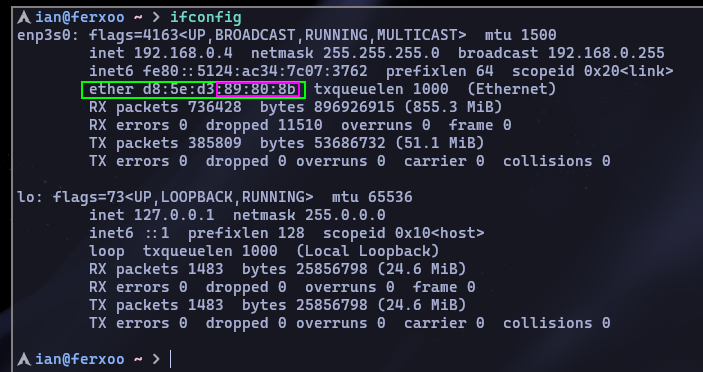 ian@ferxoo ~ > ifconfig
enp3s0: flags=4163<UP,BROADCAST,RUNNING,MULTICAST>  mtu 1500
inet 192.168.0.4  netmask 255.255.255.0  broadcast 192.168.0.255
inet6 fe80::5124:ac34:7c07:3762  prefixlen 64  scopeid 0x20<link>
ether d8:5e:d3:89:80:8b  txqueuelen 1000  (Ethernet)
RX packets 736428  bytes 896926915 (855.3 MiB)
RX errors 0  dropped 11510  overruns 0  frame 0
TX packets 385809  bytes 53686732 (51.1 MiB)
TX errors 0  dropped 0 overruns 0  carrier 0  collisions 0
lo: flags=73<UP,LOOPBACK,RUNNING>  mtu 65536
inet 127.0.0.1  netmask 255.0.0.0
inet6 ::1  prefixlen 128  scopeid 0x10<host>
loop  txqueuelen 1000  (Local Loopback)
RX packets 1483  bytes 25856798 (24.6 MiB)
RX errors 0  dropped 0  overruns 0  frame 0
TX packets 1483  bytes 25856798 (24.6 MiB)
TX errors 0  dropped 0 overruns 0  carrier 0  collisions 0
ian@ferxoo ~ >